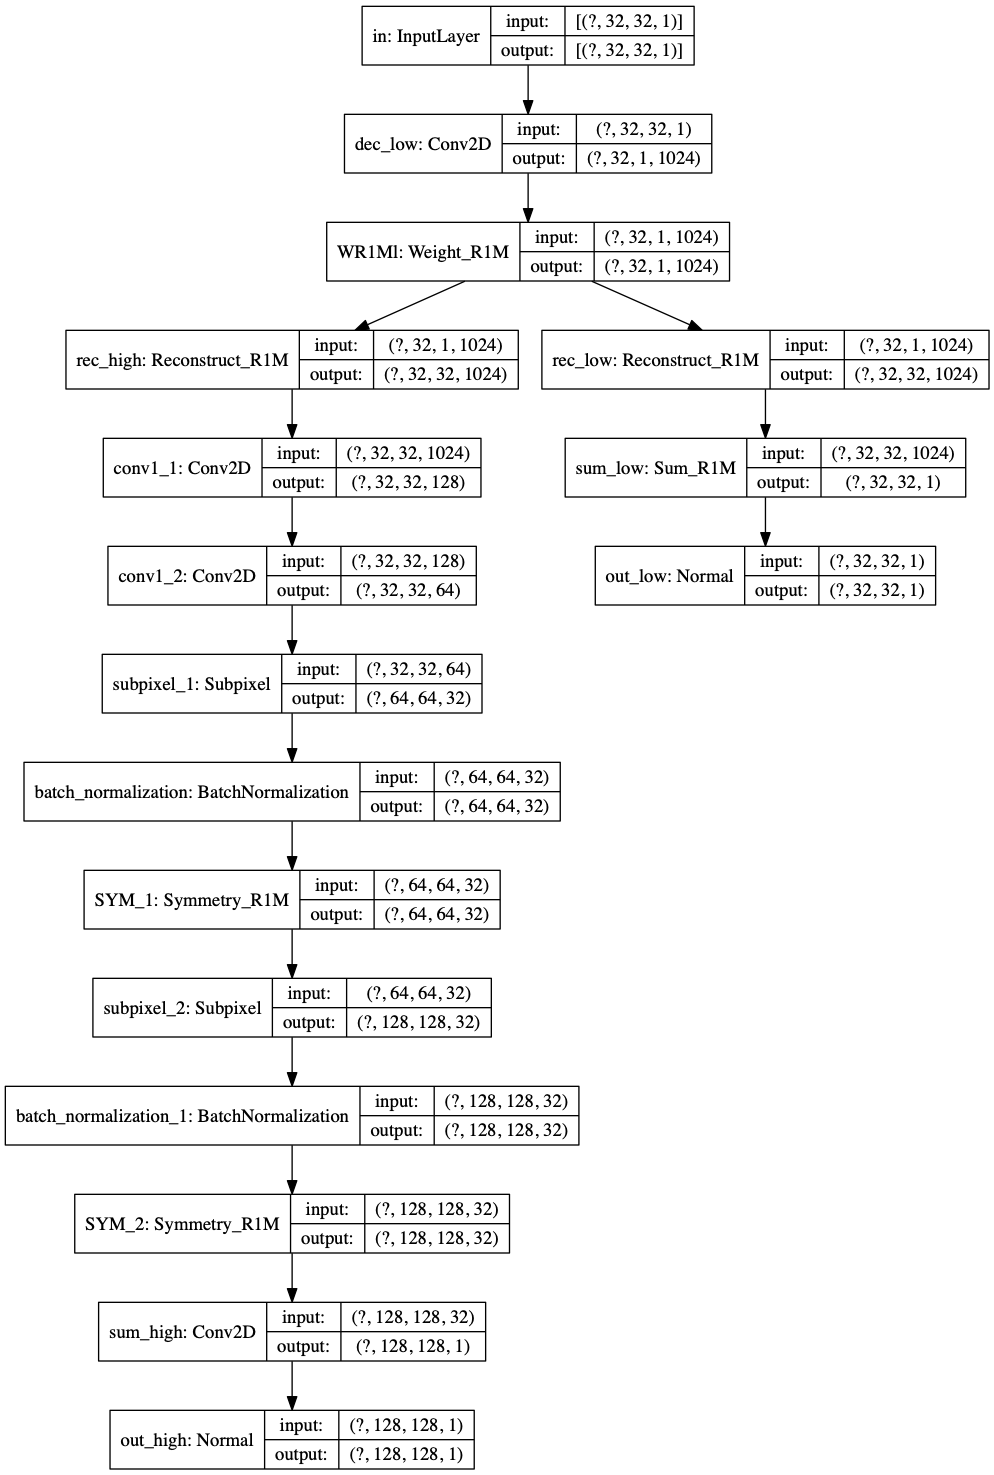 in: InputLayer
input: [(?, 32, 32, 1)]
output: [(?, 32, 32, 1)]
dec_low: Conv2D
input: (?, 32, 32, 1)
output: (?, 32, 1, 1024)
WR1Ml: Weight_R1M
input: (?, 32, 1, 1024)
output: (?, 32, 1, 1024)
rec_high: Reconstruct_R1M
input: (?, 32, 1, 1024)
output: (?, 32, 32, 1024)
rec_low: Reconstruct_R1M
input: (?, 32, 1, 1024)
output: (?, 32, 32, 1024)
conv1_1: Conv2D
input: (?, 32, 32, 1024)
output: (?, 32, 32, 128)
sum_low: Sum_R1M
input: (?, 32, 32, 1024)
output: (?, 32, 32, 1)
conv1_2: Conv2D
input: (?, 32, 32, 128)
output: (?, 32, 32, 64)
out_low: Normal
input: (?, 32, 32, 1)
output: (?, 32, 32, 1)
subpixel_1: Subpixel
input: (?, 32, 32, 64)
output: (?, 64, 64, 32)
batch_normalization: BatchNormalization
input: (?, 64, 64, 32)
output: (?, 64, 64, 32)
SYM_1: Symmetry_R1M
input: (?, 64, 64, 32)
output: (?, 64, 64, 32)
subpixel_2: Subpixel
input: (?, 64, 64, 32)
output: (?, 128, 128, 32)
batch_normalization_1: BatchNormalization
input: (?, 128, 128, 32)
output: (?, 128, 128, 32)
SYM_2: Symmetry_R1M
input: (?, 128, 128, 32)
output: (?, 128, 128, 32)
sum_high: Conv2D
input: (?, 128, 128, 32)
output: (?, 128, 128, 1)
out_high: Normal
input: (?, 128, 128, 1)
output: (?, 128, 128, 1)